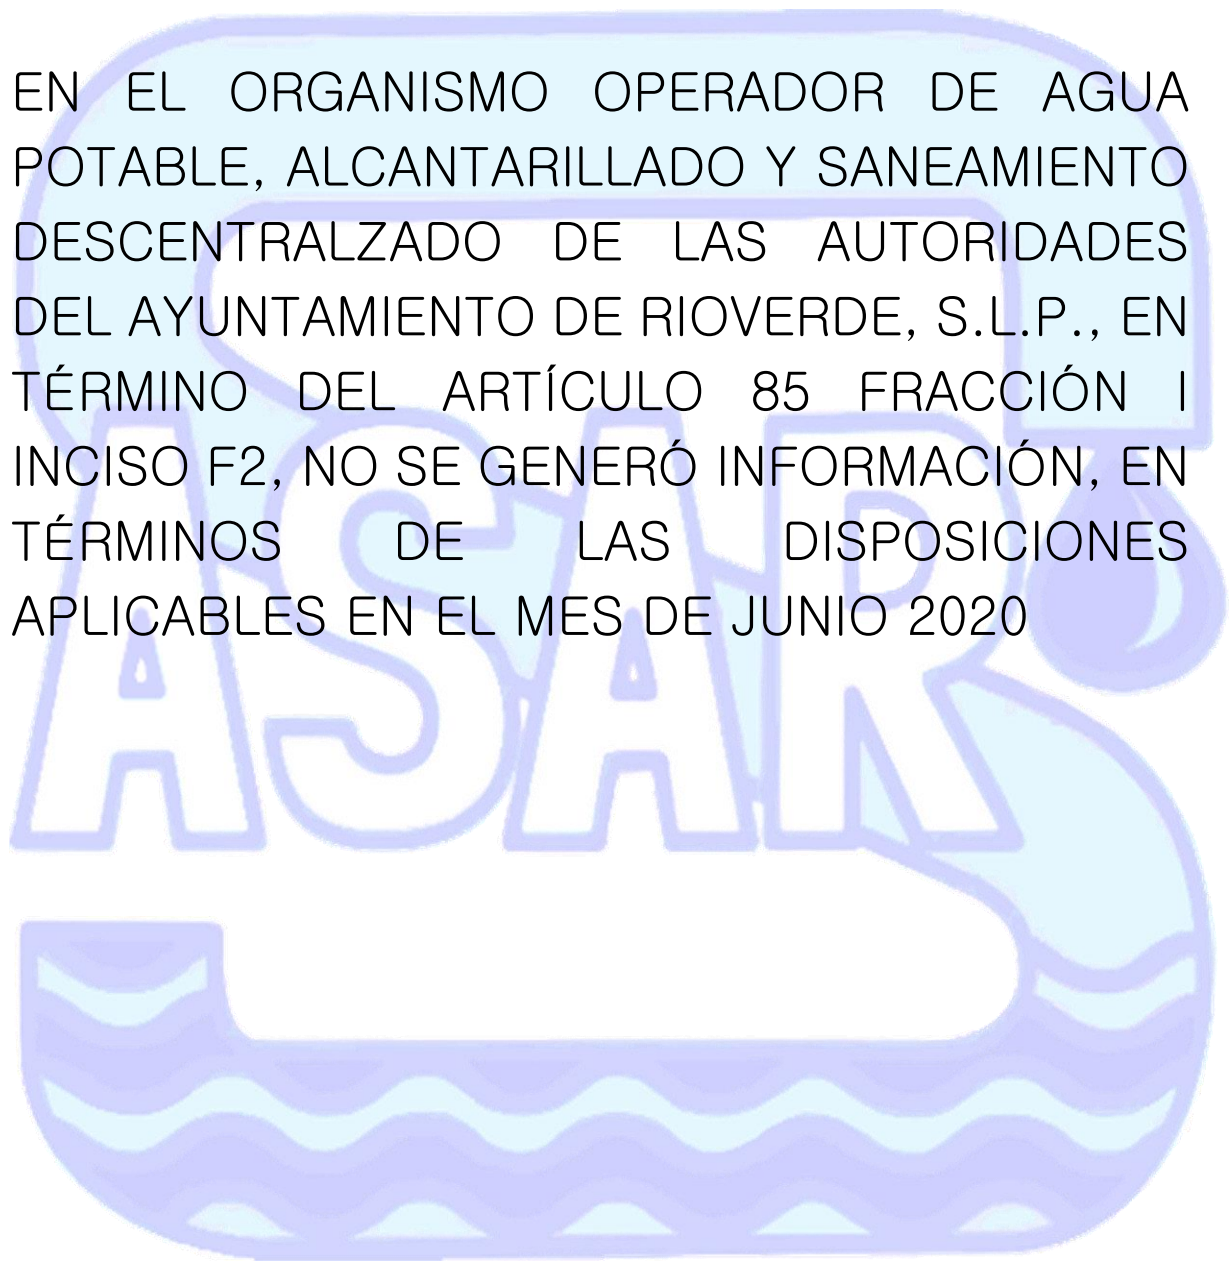 EN EL ORGANISMO OPERADOR DE AGUA
POTABLE, ALCANTARILLADO Y SANEAMIENTO
DESCENTRALZADO DE LAS AUTORIDADES
DEL AYUNTAMIENTO DE RIOVERDE, S.L.P., EN
TÉRMINO DEL ARTÍCULO 85 FRACCIÓN I
INCISO F2, NO SE GENERÓ INFORMACIÓN, EN
TÉRMINOS DE LAS DISPOSICIONES
APLICABLES EN EL MES DE JUNIO 2020
ASAR